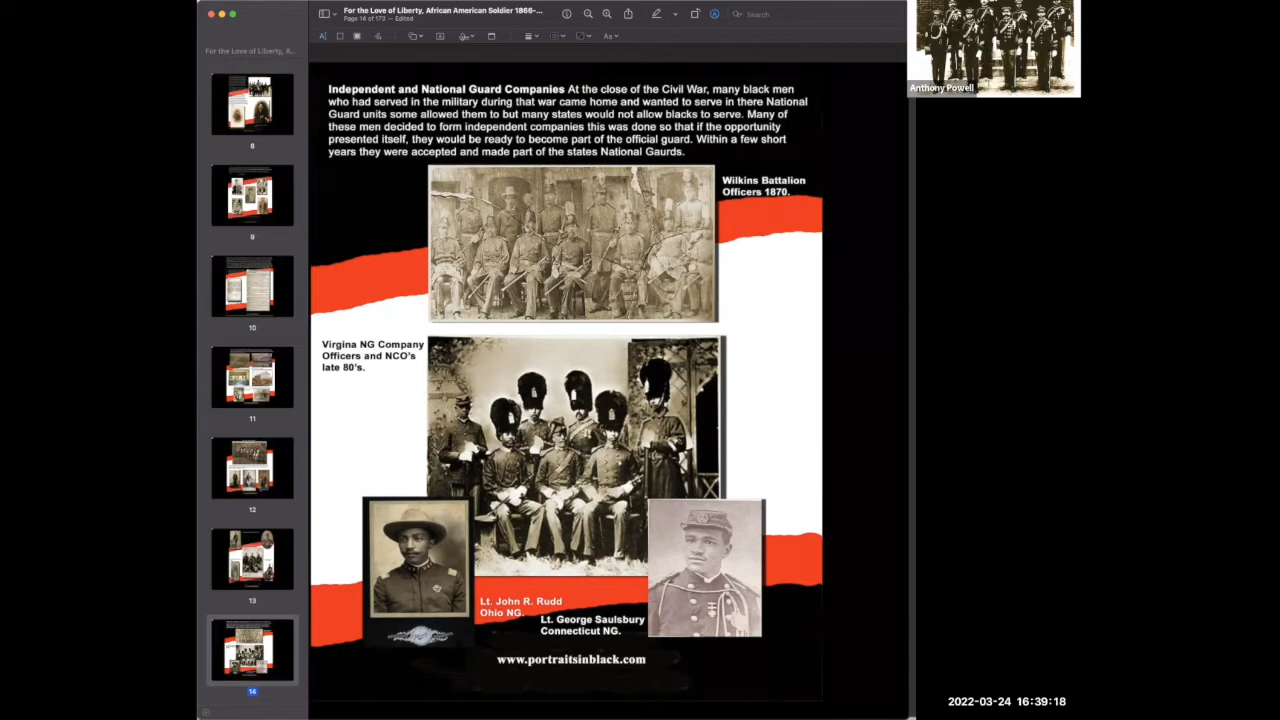 For the Love of Liberty, African American Soldier 1866-...
Page 14 of 173 — Edited
Search
Aa
For the Love of Liberty, A...
8
9
10
11
12
13
14
Independent and National Guard Companies At the close of the Civil War, many black men
who had served in the military during that war came home and wanted to serve in there National
Guard units some allowed them to but many states would not allow blacks to serve. Many of
these men decided to form independent companies this was done so that if the opportunity
presented itself, they would be ready to become part of the official guard. Within a few short
years they were accepted and made part of the states National Gaurds.
Wilkins Battalion
Officers 1870.
Virgina NG Company
Officers and NCO's
late 80's.
Lt. John R. Rudd
Ohio NG.
Lt. George Saulsbury
Connecticut NG.
www.portraitsinblack.com
Anthony Powell
2022-03-24 16:39:18